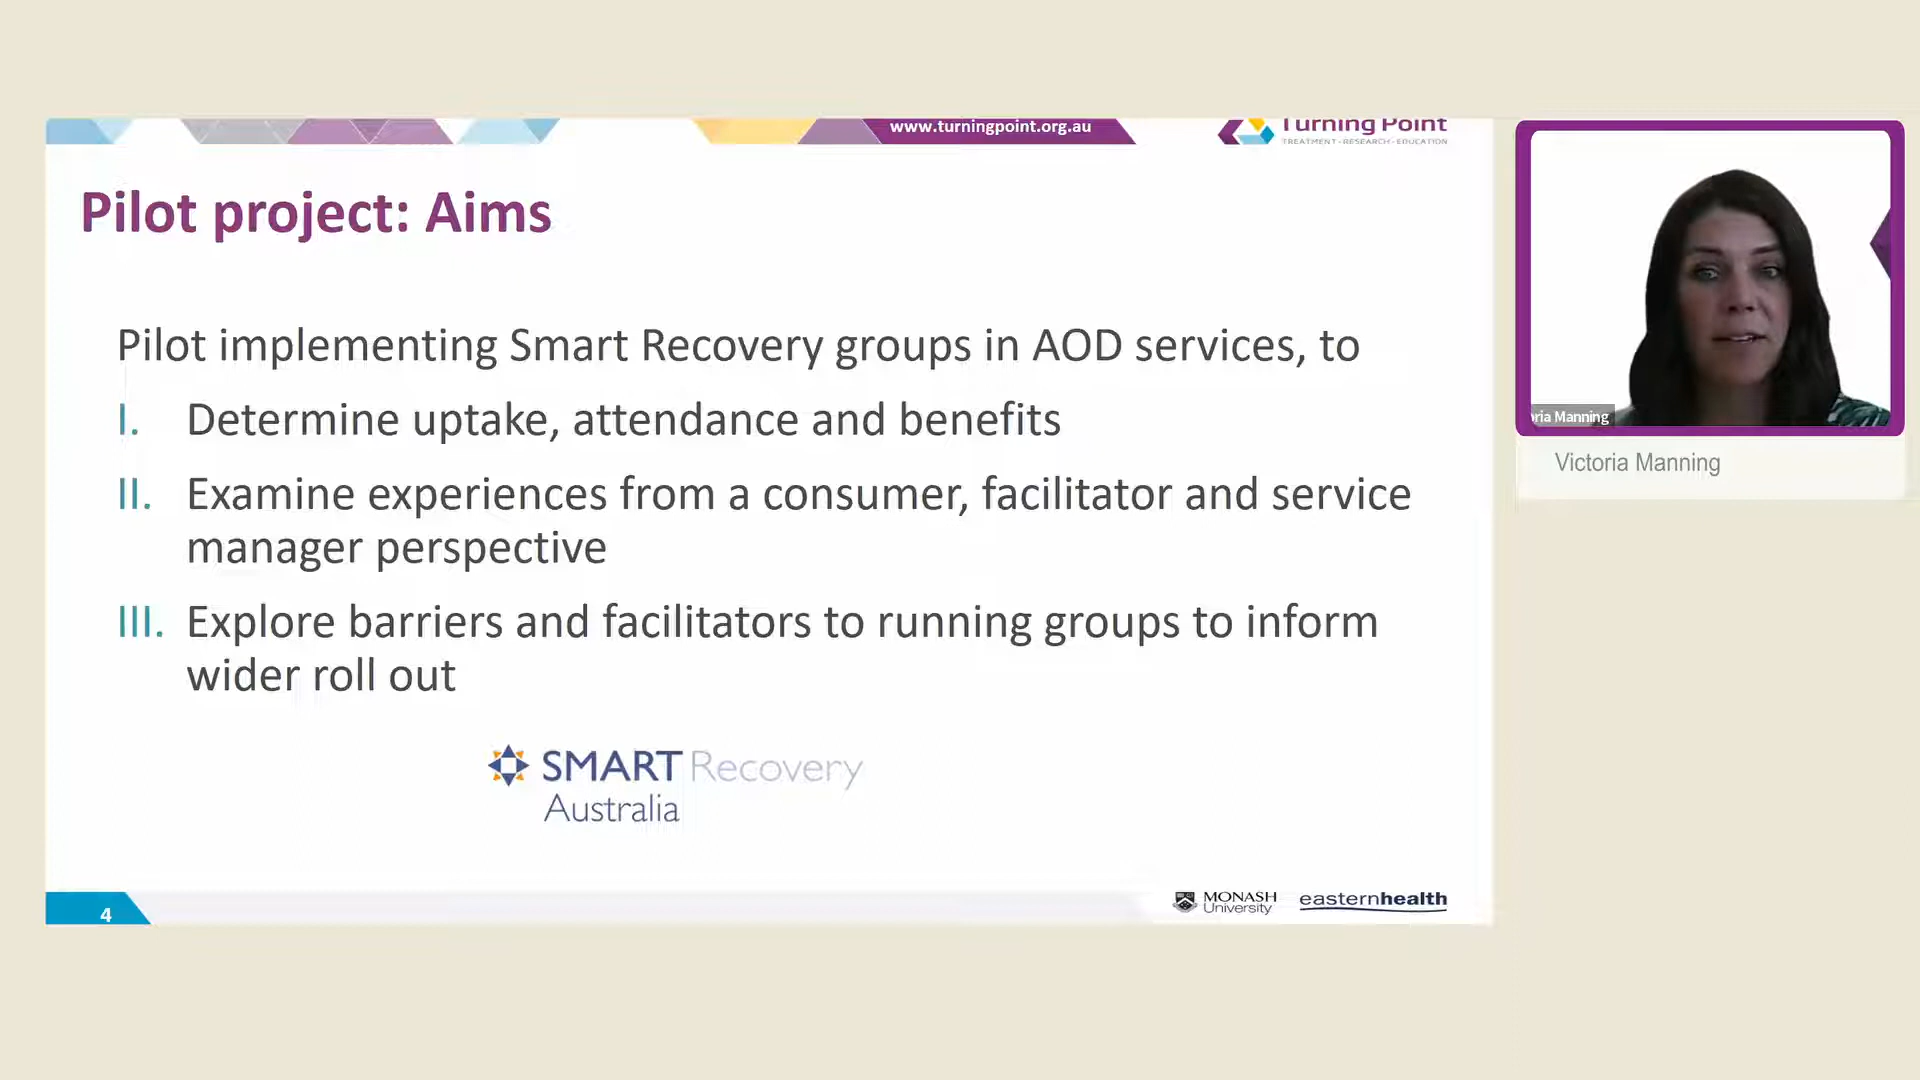 www.turningpoint.org.au
Turning Point
TREATMENT • RESEARCH • EDUCATION
Pilot project: Aims
Pilot implementing Smart Recovery groups in AOD services, to
I. Determine uptake, attendance and benefits
II. Examine experiences from a consumer, facilitator and service
manager perspective
III. Explore barriers and facilitators to running groups to inform
wider roll out
SMART Recovery
Australia
4
MONASH
University
easternhealth
ria Manning
Victoria Manning